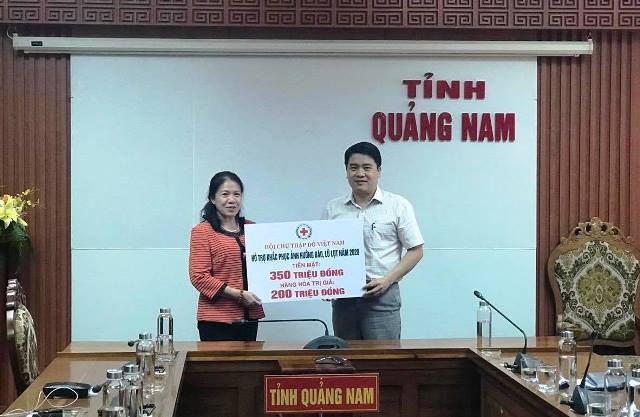 TỈNH
QUẢNG NAM
HỘI CHỮ THẬP ĐỎ VIỆT NAM
HỖ TRỢ KHẮC PHỤC ẢNH HƯỞNG BÃO, LŨ LỤT NĂM 2020
TIỀN MẶT:
350 TRIỆU ĐỒNG
HÀNG HÓA TRỊ GIÁ:
200 TRIỆU ĐỒNG
TỈNH QUẢNG NAM